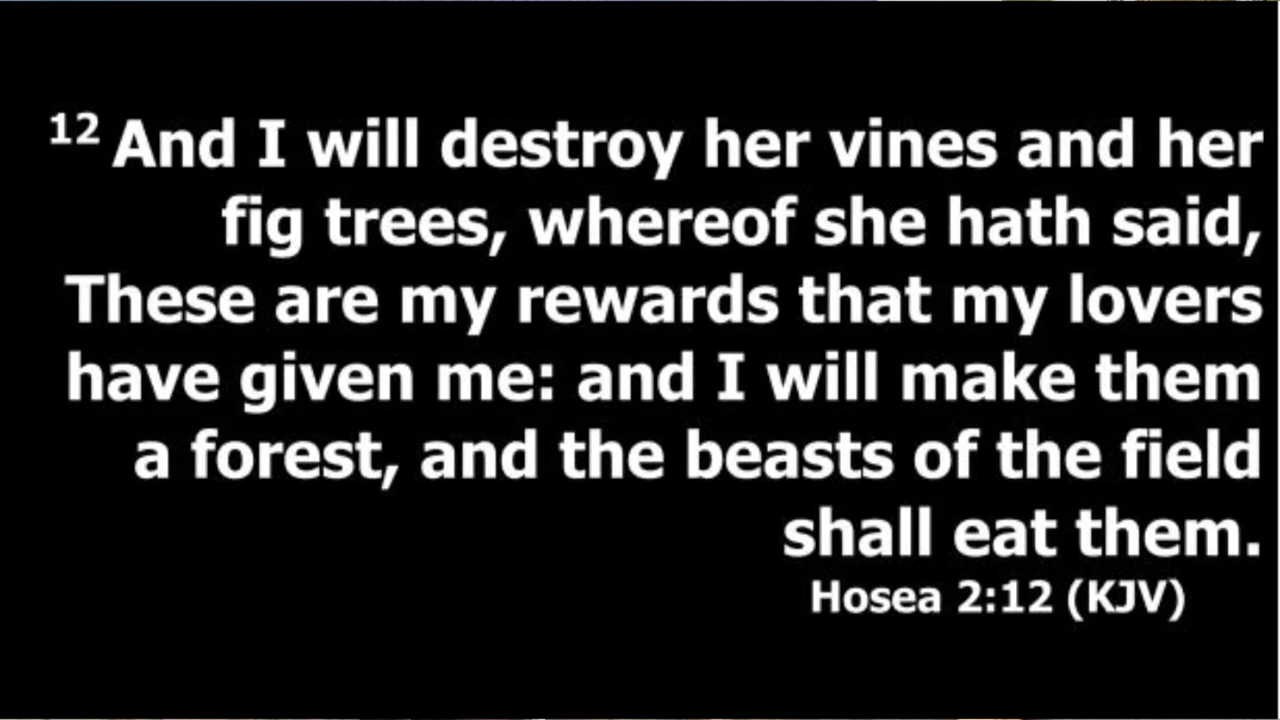 12 And I will destroy her vines and her
fig trees, whereof she hath said,
These are my rewards that my lovers
have given me: and I will make them
a forest, and the beasts of the field
shall eat them.
Hosea 2:12 (KJV)